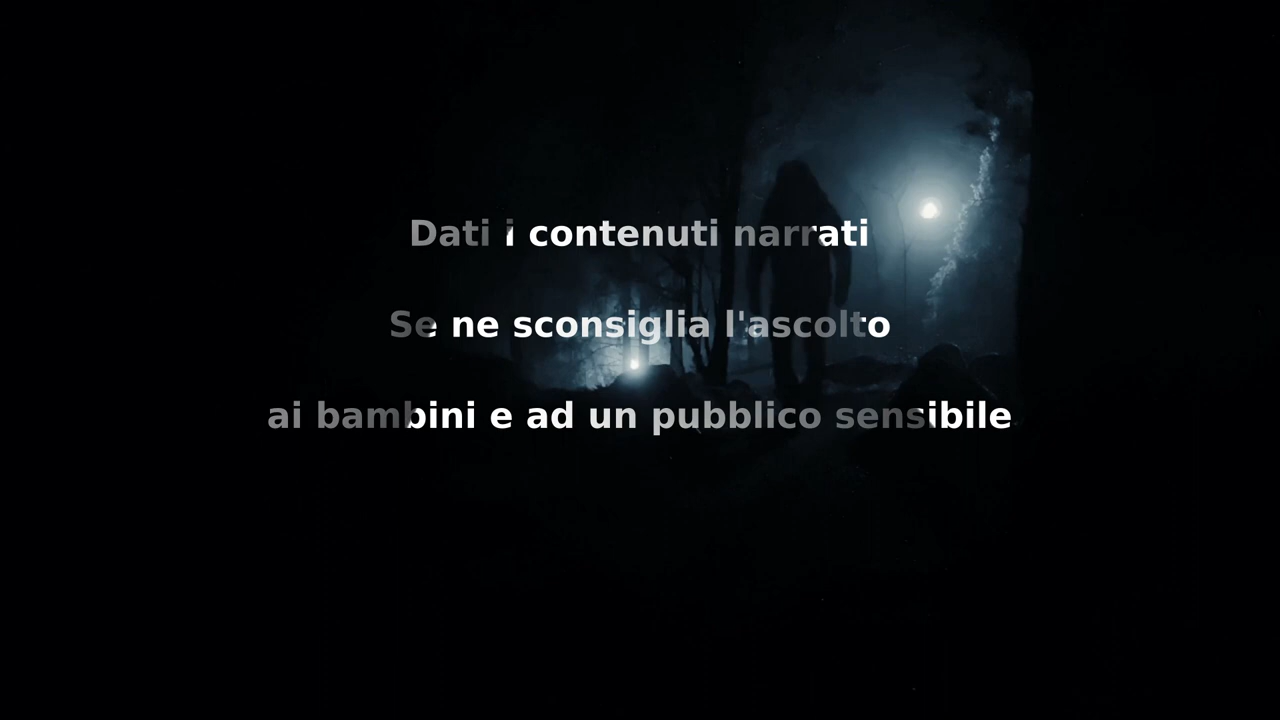 Dati i contenuti narrati
Se ne sconsiglia l'ascolto
ai bambini e ad un pubblico sensibile